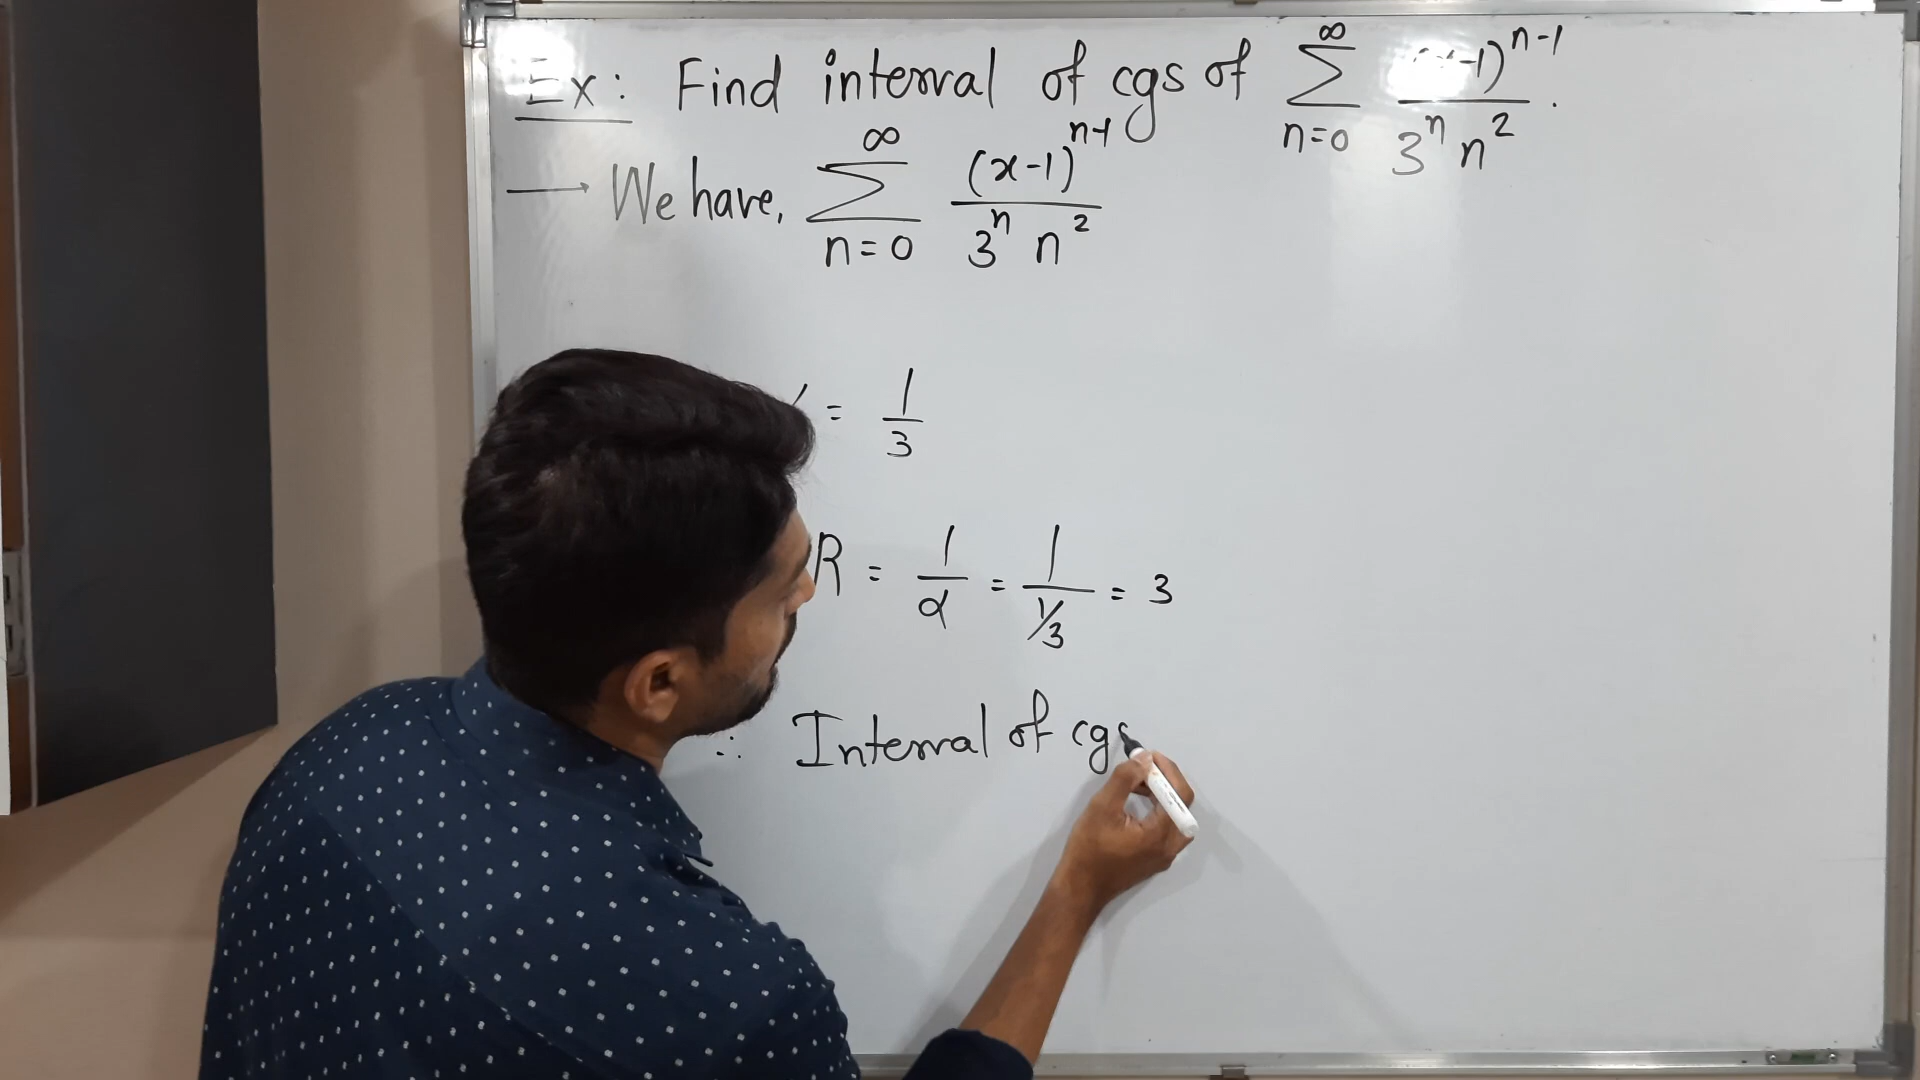 Ex: Find interval of cgs of ∞ Σ n=0 (x-1)^(n-1) / 3^n n^2 .
→ We have, ∞ Σ n=0 (x-1)^(n-1) / 3^n n^2
= 1/3
R = 1/α = 1/(1/3) = 3
∴ Interval of cgs